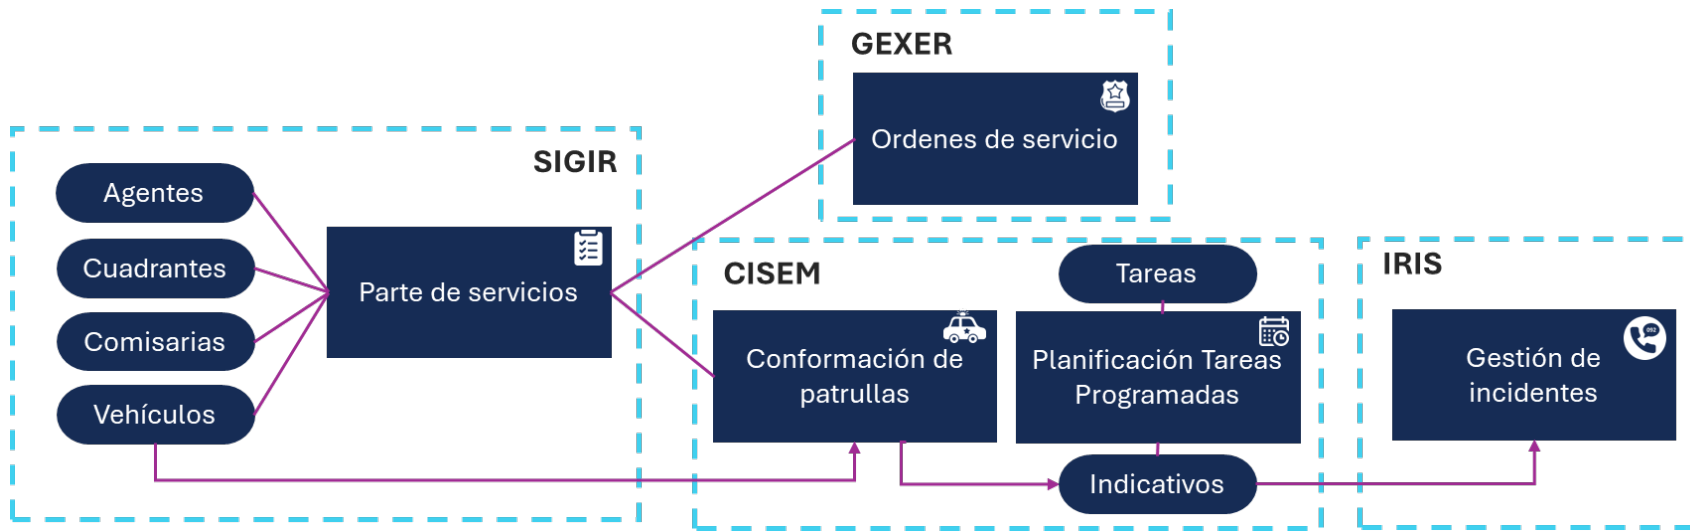 GEXER
Ordenes de servicio
SIGIR
Agentes
Cuadrantes
Comisarias
Vehículos
Parte de servicios
CISEM
Tareas
Conformación de
patrullas
Planificación Tareas
Programadas
Indicativos
IRIS
092
Gestión de
incidentes